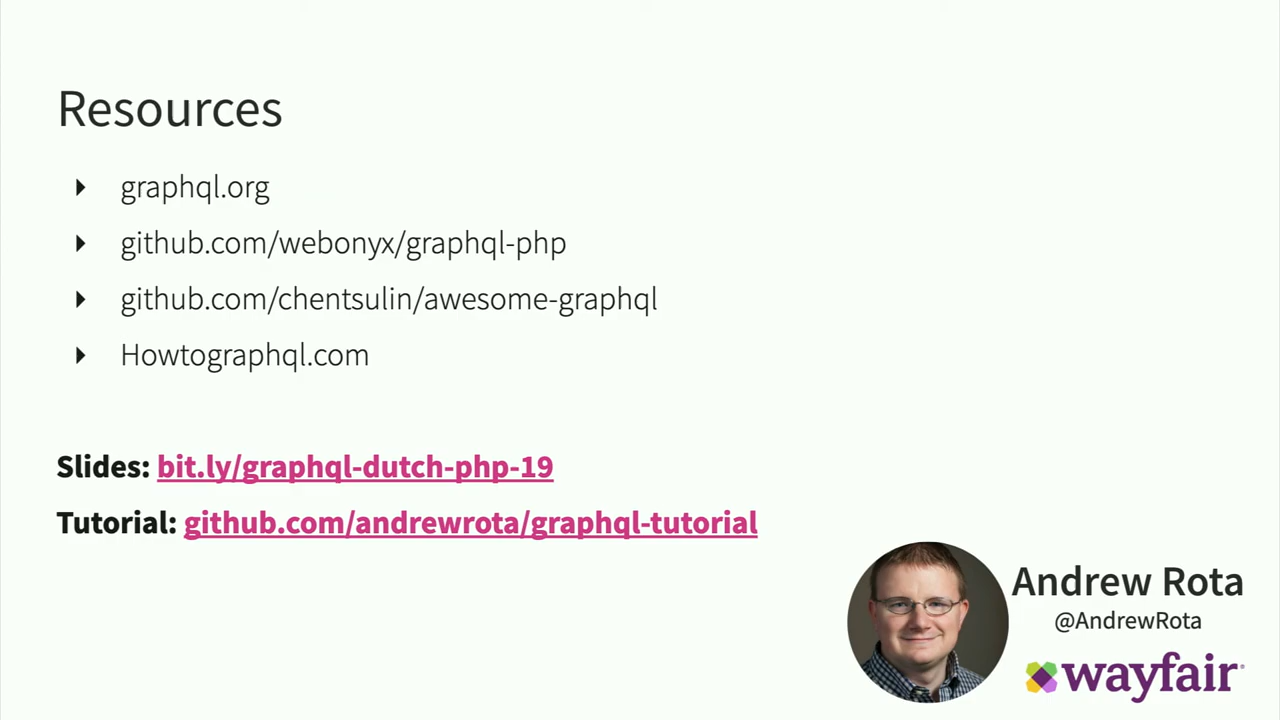 Resources
graphql.org
github.com/webonyx/graphql-php
github.com/chentsulin/awesome-graphql
Howtographql.com
Slides: bit.ly/graphql-dutch-php-19
Tutorial: github.com/andrewrota/graphql-tutorial
Andrew Rota
@AndrewRota
wayfair